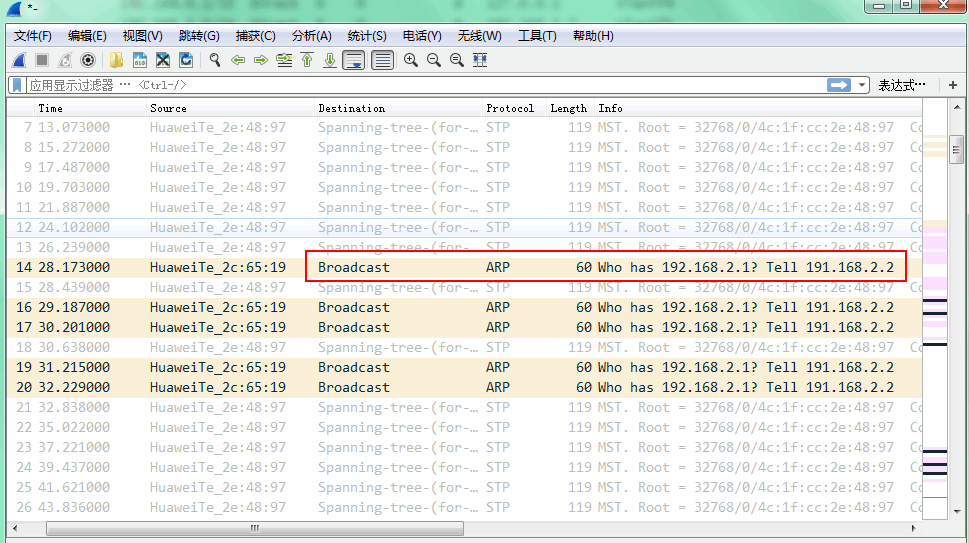 *-
文件(F) 编辑(E) 视图(V) 跳转(G) 捕获(C) 分析(A) 统计(S) 电话(Y) 无线(W) 工具(T) 帮助(H)
应用显示过滤器 … <Ctrl-/> 表达式… +
Time Source Destination Protocol Length Info
7 13.073000 HuaweiTe_2e:48:97 Spanning-tree-(for-… STP 119 MST. Root = 32768/0/4c:1f:cc:2e:48:97 Co
8 15.272000 HuaweiTe_2e:48:97 Spanning-tree-(for-… STP 119 MST. Root = 32768/0/4c:1f:cc:2e:48:97 Co
9 17.487000 HuaweiTe_2e:48:97 Spanning-tree-(for-… STP 119 MST. Root = 32768/0/4c:1f:cc:2e:48:97 Co
10 19.703000 HuaweiTe_2e:48:97 Spanning-tree-(for-… STP 119 MST. Root = 32768/0/4c:1f:cc:2e:48:97 Co
11 21.887000 HuaweiTe_2e:48:97 Spanning-tree-(for-… STP 119 MST. Root = 32768/0/4c:1f:cc:2e:48:97 Co
12 24.102000 HuaweiTe_2e:48:97 Spanning-tree-(for-… STP 119 MST. Root = 32768/0/4c:1f:cc:2e:48:97 Co
13 26.239000 HuaweiTe_2e:48:97 Spanning-tree-(for-… STP 119 MST. Root = 32768/0/4c:1f:cc:2e:48:97 Co
14 28.173000 HuaweiTe_2c:65:19 Broadcast ARP 60 Who has 192.168.2.1? Tell 191.168.2.2
15 28.439000 HuaweiTe_2e:48:97 Spanning-tree-(for-… STP 119 MST. Root = 32768/0/4c:1f:cc:2e:48:97 Co
16 29.187000 HuaweiTe_2c:65:19 Broadcast ARP 60 Who has 192.168.2.1? Tell 191.168.2.2
17 30.201000 HuaweiTe_2c:65:19 Broadcast ARP 60 Who has 192.168.2.1? Tell 191.168.2.2
18 30.638000 HuaweiTe_2e:48:97 Spanning-tree-(for-… STP 119 MST. Root = 32768/0/4c:1f:cc:2e:48:97 Co
19 31.215000 HuaweiTe_2c:65:19 Broadcast ARP 60 Who has 192.168.2.1? Tell 191.168.2.2
20 32.229000 HuaweiTe_2c:65:19 Broadcast ARP 60 Who has 192.168.2.1? Tell 191.168.2.2
21 32.838000 HuaweiTe_2e:48:97 Spanning-tree-(for-… STP 119 MST. Root = 32768/0/4c:1f:cc:2e:48:97 Co
22 35.022000 HuaweiTe_2e:48:97 Spanning-tree-(for-… STP 119 MST. Root = 32768/0/4c:1f:cc:2e:48:97 Co
23 37.221000 HuaweiTe_2e:48:97 Spanning-tree-(for-… STP 119 MST. Root = 32768/0/4c:1f:cc:2e:48:97 Co
24 39.437000 HuaweiTe_2e:48:97 Spanning-tree-(for-… STP 119 MST. Root = 32768/0/4c:1f:cc:2e:48:97 Co
25 41.621000 HuaweiTe_2e:48:97 Spanning-tree-(for-… STP 119 MST. Root = 32768/0/4c:1f:cc:2e:48:97 Co
26 43.836000 HuaweiTe_2e:48:97 Spanning-tree-(for-… STP 119 MST. Root = 32768/0/4c:1f:cc:2e:48:97 Co